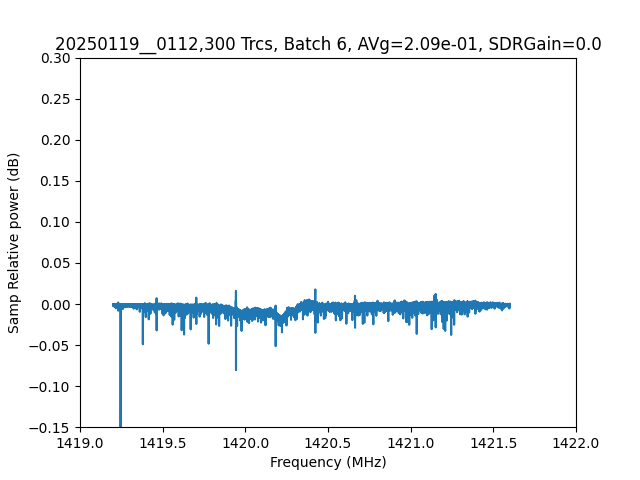 20250119__0112,300 Trcs, Batch 6, AVg=2.09e-01, SDRGain=0.0
0.30
0.25
0.20
0.15
0.10
0.05
0.00
−0.05
−0.10
−0.15
Samp Relative power (dB)
1419.0 1419.5 1420.0 1420.5 1421.0 1421.5 1422.0
Frequency (MHz)